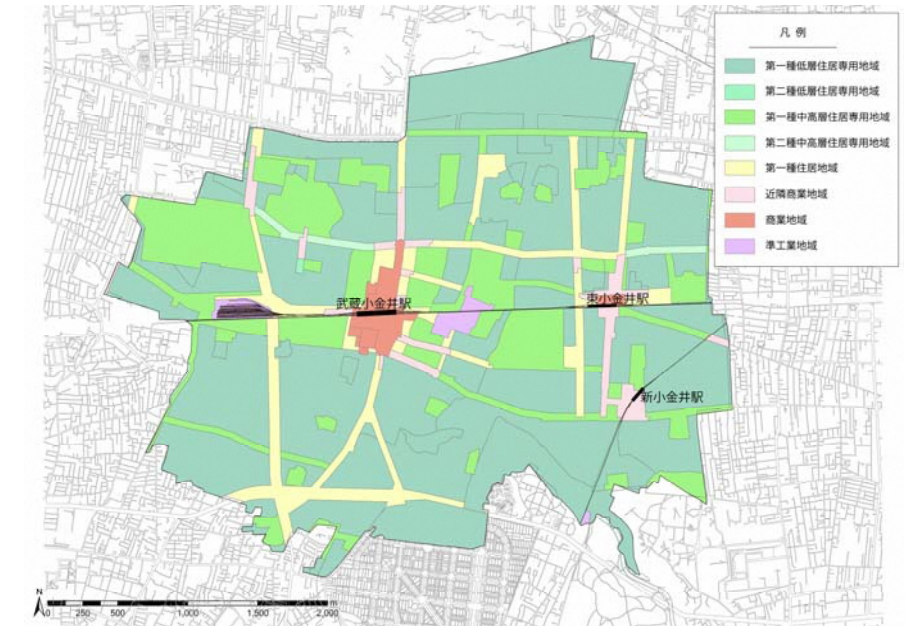 凡 例
第一種低層住居専用地域
第二種低層住居専用地域
第一種中高層住居専用地域
第二種中高層住居専用地域
第一種住居地域
近隣商業地域
商業地域
準工業地域
武蔵小金井駅
東小金井駅
新小金井駅
N
0 250 500 1,000 1,500 2,000